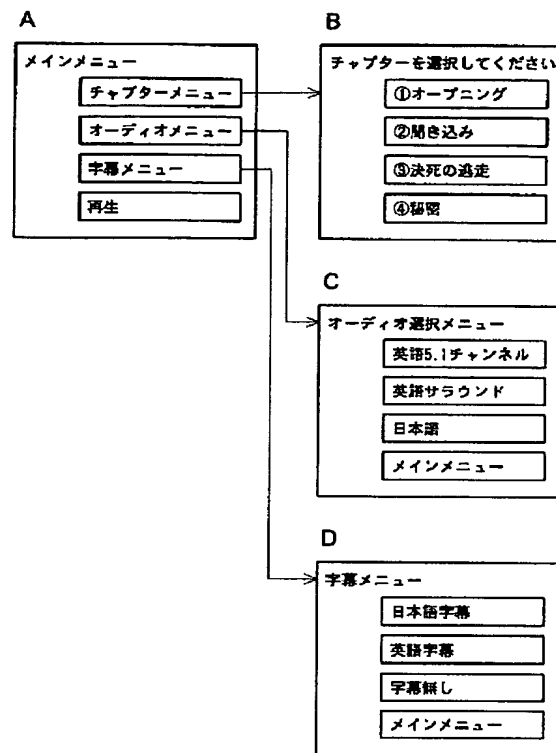 A
メインメニュー
チャプターメニュー
オーディオメニュー
字幕メニュー
再生
B
チャプターを選択してください
①オープニング
②聞き込み
③決死の逃走
④秘密
C
オーディオ選択メニュー
英語5.1チャンネル
英語サラウンド
日本語
メインメニュー
D
字幕メニュー
日本語字幕
英語字幕
字幕無し
メインメニュー